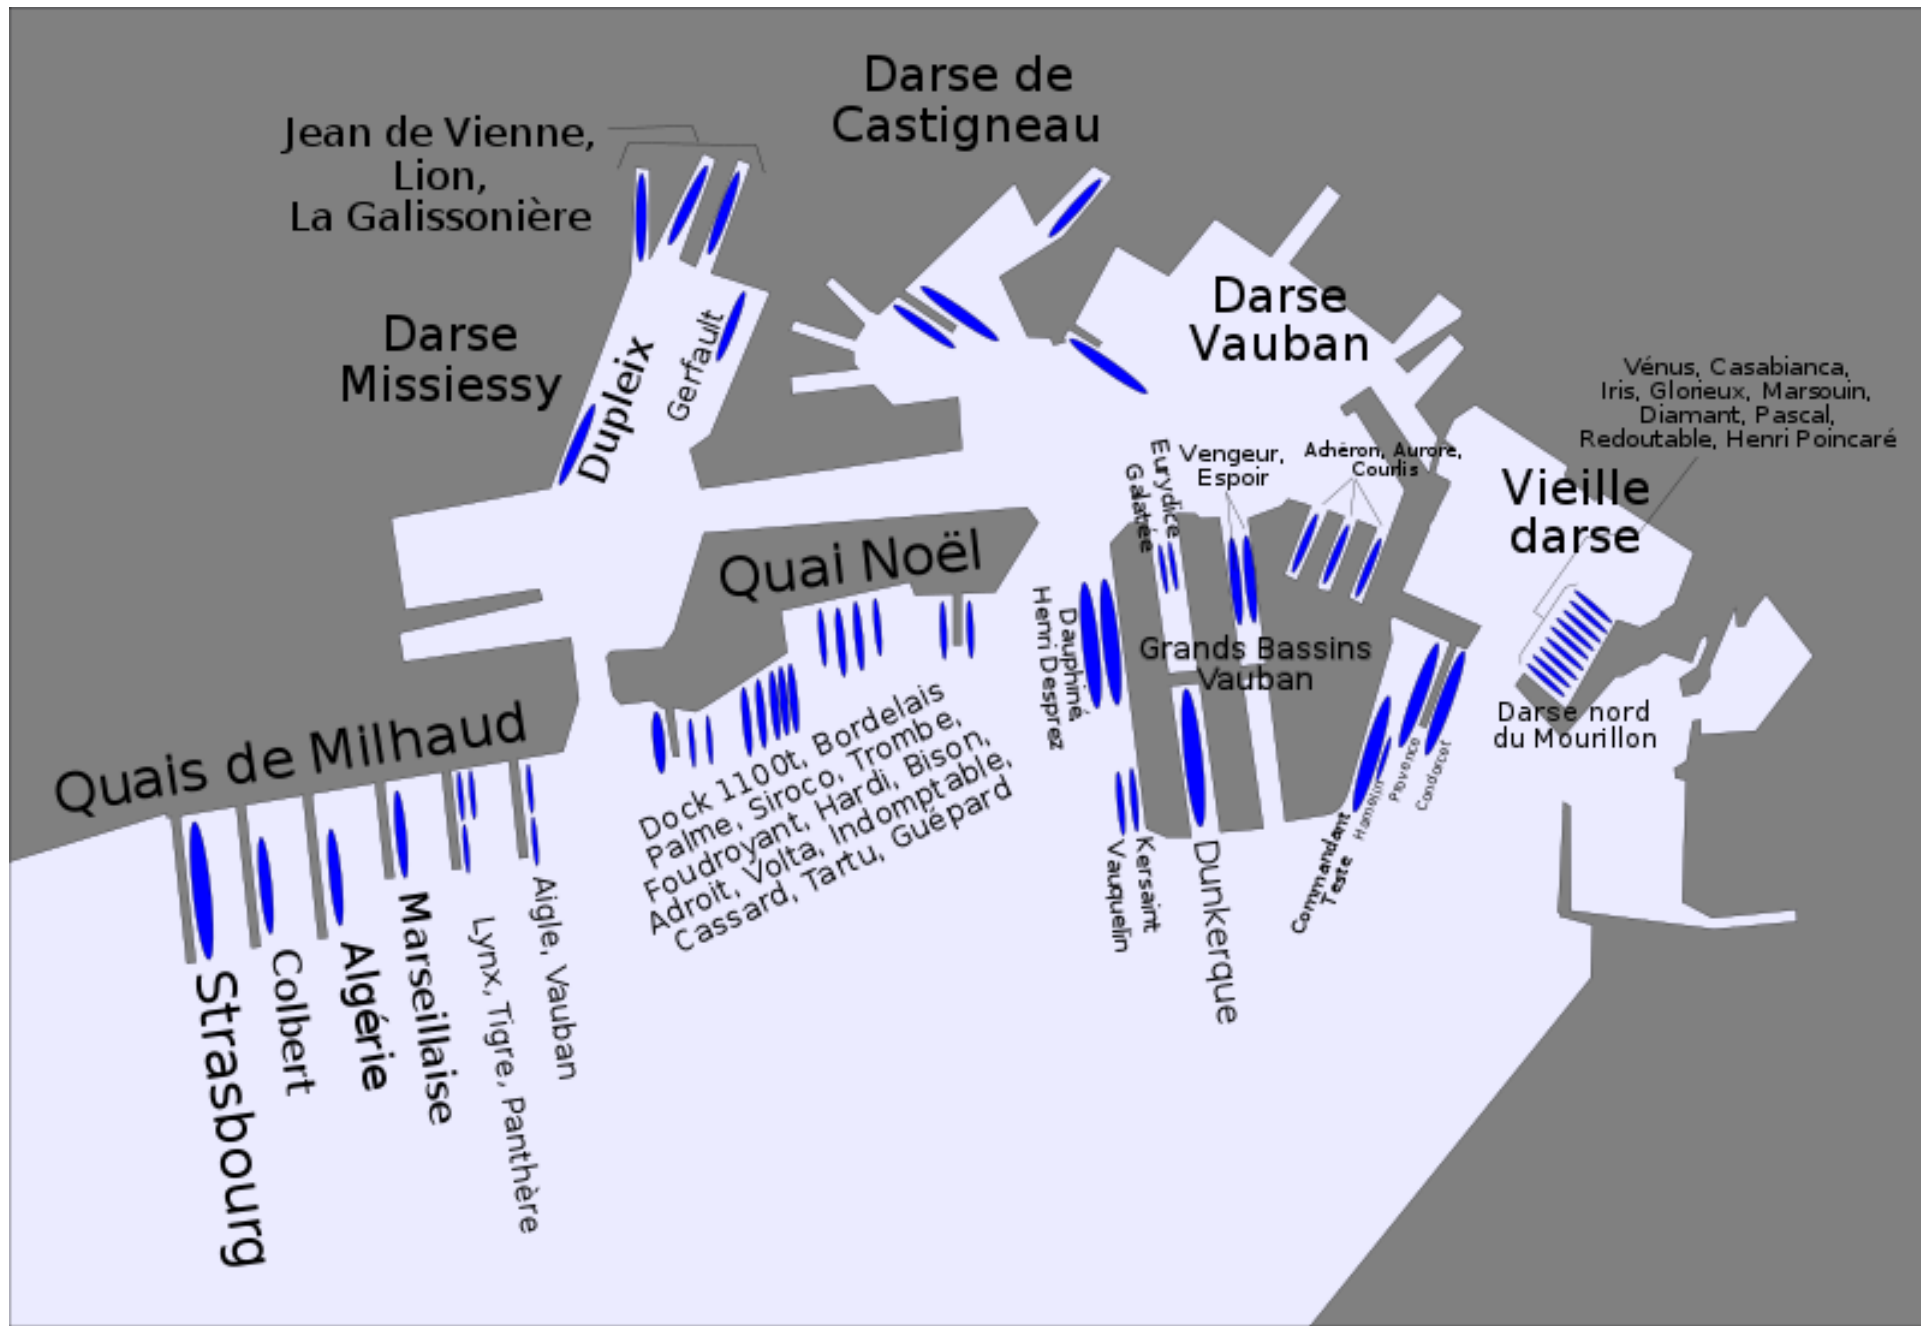 Darse de
Castigneau
Jean de Vienne,
Lion,
La Galissonière
Darse
Missiessy
Dupleix
Gerfault
Darse
Vauban
Vénus, Casabianca,
Iris, Glorieux, Marsouin,
Diamant, Pascal,
Redoutable, Henri Poincaré
Eurydice
Galatée
Vengeur,
Espoir
Achéron, Aurore,
Courlis
Vieille
darse
Quai Noël
Dauphiné,
Henri Desprez
Grands Bassins
Vauban
Darse nord
du Mourillon
Quais de Milhaud
Dock 1100t, Bordelais
Palme, Siroco, Trombe,
Foudroyant, Hardi, Bison,
Adroit, Volta, Indomptable,
Cassard, Tartu, Guépard
Provence
Condorcet
Hamelin
Commandant
Teste
Kersaint
Vauquelin
Dunkerque
Strasbourg
Colbert
Algérie
Marseillaise
Lynx, Tigre, Panthère
Aigle, Vauban